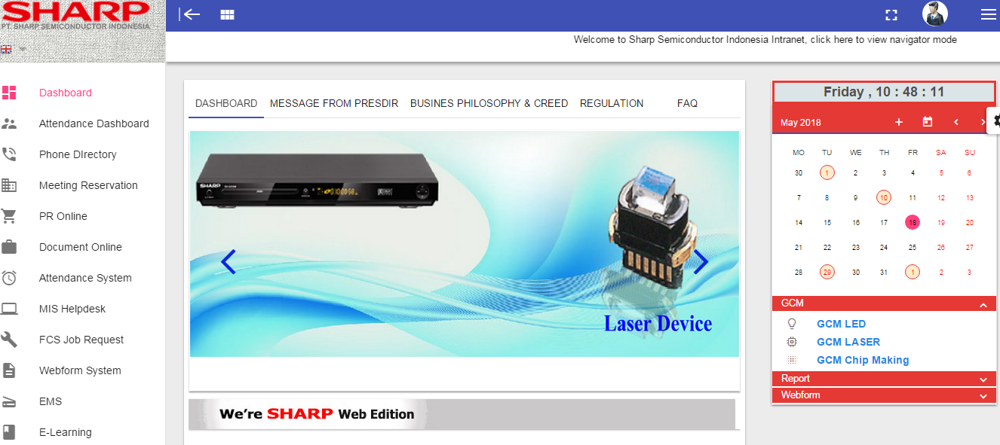 SHARP
PT. SHARP SEMICONDUCTOR INDONESIA
Welcome to Sharp Semiconductor Indonesia Intranet, click here to view navigator mode
Dashboard
Attendance Dashboard
Phone DIrectory
Meeting Reservation
PR Online
Document Online
Attendance System
MIS Helpdesk
FCS Job Request
Webform System
EMS
E-Learning
DASHBOARD MESSAGE FROM PRESDIR BUSINES PHILOSOPHY & CREED REGULATION FAQ
SHARP
Laser Device
We're SHARP Web Edition
Friday , 10 : 48 : 11
May 2018
MO TU WE TH FR SA SU
30 1 2 3 4 5 6
7 8 9 10 11 12 13
14 15 16 17 18 19 20
21 22 23 24 25 26 27
28 29 30 31 1 2 3
GCM
GCM LED
GCM LASER
GCM Chip Making
Report
Webform